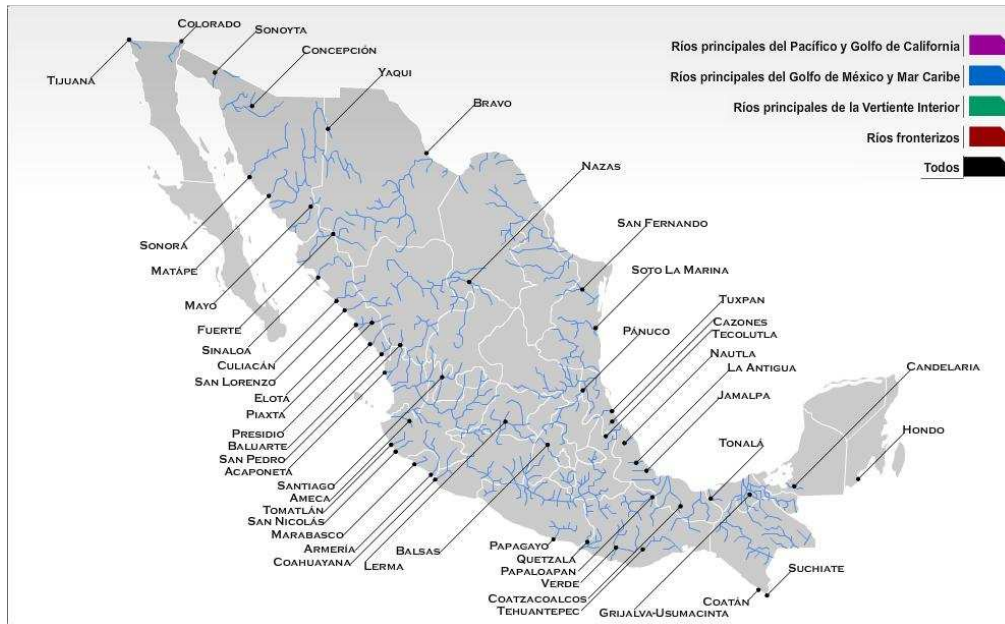 Colorado
Sonoyta
Concepción
Tijuana
Yaqui
Bravo
Nazas
Ríos principales del Pacífico y Golfo de California
Ríos principales del Golfo de México y Mar Caribe
Ríos principales de la Vertiente Interior
Ríos fronterizos
Todos
San Fernando
Sonora
Matápe
Soto La Marina
Mayo
Tuxpan
Fuerte
Pánuco
Cazones
Tecolutla
Sinaloa
Nautla
Culiacán
La Antigua
Candelaria
San Lorenzo
Elota
Jamalpa
Piaxta
Hondo
Presidio
Baluarte
Tonalá
San Pedro
Acaponeta
Santiago
Ameca
Tomatlán
San Nicolás
Marabasco
Armería
Coahuayana
Lerma
Balsas
Papagayo
Quetzala
Papaloapan
Verde
Coatzacoalcos
Tehuantepec
Grijalva-Usumacinta
Coatán
Suchiate